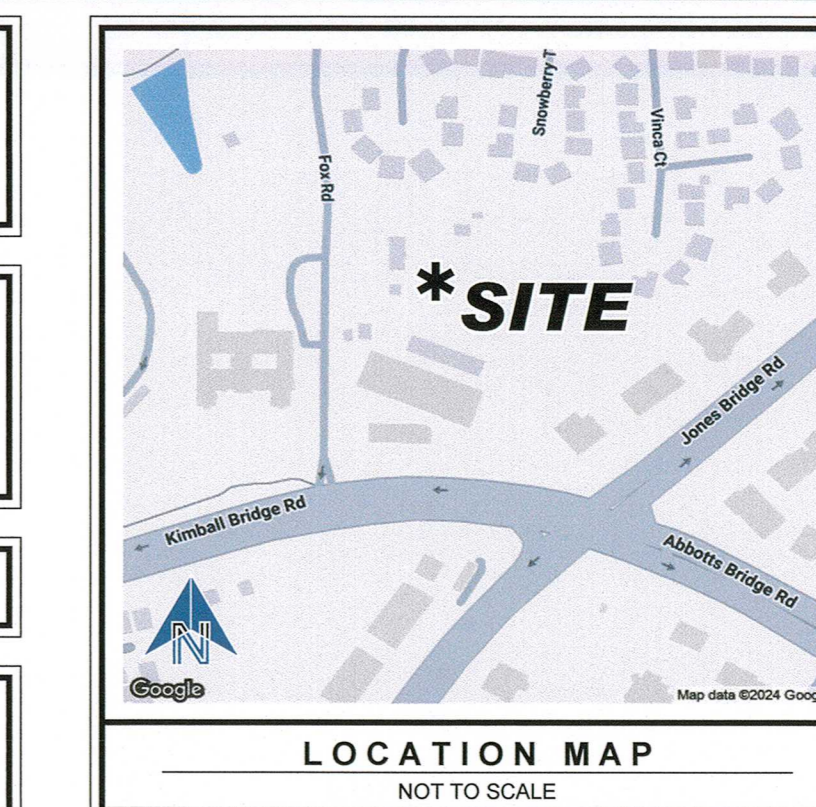 Snowberry T
Vinca Ct
Fox Rd
*SITE
Jones Bridge Rd
Kimball Bridge Rd
Abbotts Bridge Rd
N
Google
Map data ©2024 Goog
LOCATION MAP
NOT TO SCALE